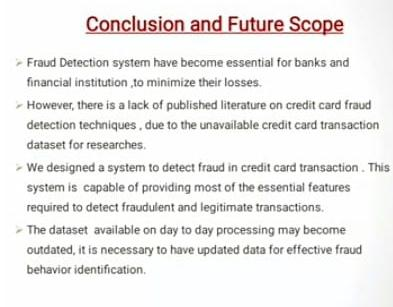 Conclusion and Future Scope
➢ Fraud Detection system have become essential for banks and
financial institution ,to minimize their losses.
➢ However, there is a lack of published literature on credit card fraud
detection techniques , due to the unavailable credit card transaction
dataset for researches.
➢ We designed a system to detect fraud in credit card transaction . This
system is capable of providing most of the essential features
required to detect fraudulent and legitimate transactions.
➢ The dataset available on day to day processing may become
outdated, it is necessary to have updated data for effective fraud
behavior identification.